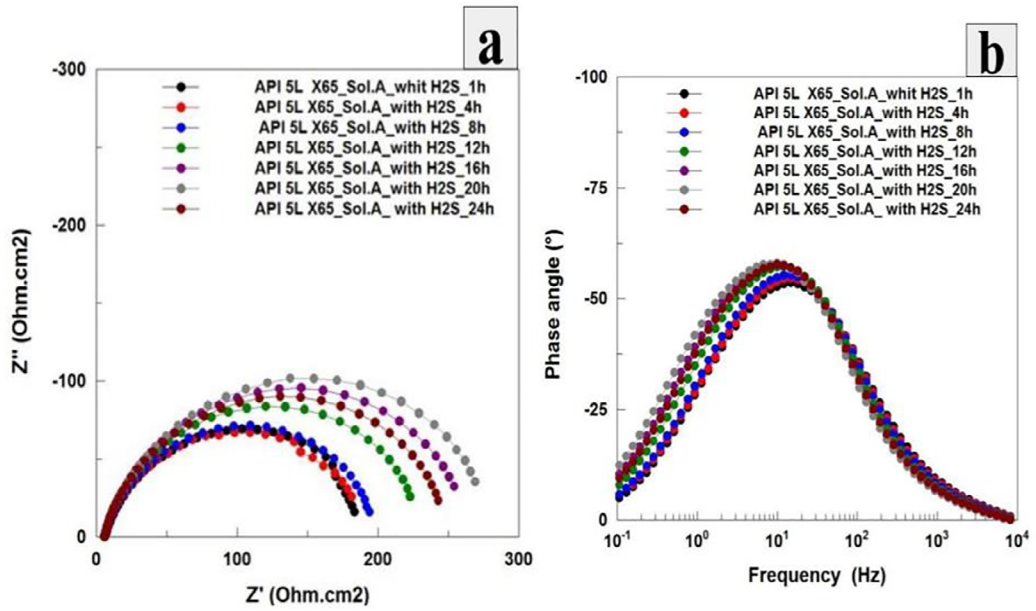 a
-300
-200
-100
0
0
100
200
300
Z'' (Ohm.cm2)
Z' (Ohm.cm2)
API 5L X65_Sol.A_whit H2S_1h
API 5L X65_Sol.A_with H2S_4h
API 5L X65_Sol.A_with H2S_8h
API 5L X65_Sol.A_with H2S_12h
API 5L X65_Sol.A_with H2S_16h
API 5L X65_Sol.A_with H2S_20h
API 5L X65_Sol.A_ with H2S_24h
b
-100
-75
-50
-25
0
10⁻¹
10⁰
10¹
10²
10³
10⁴
Phase angle (°)
Frequency (Hz)
API 5L X65_Sol.A_whit H2S_1h
API 5L X65_Sol.A_with H2S_4h
API 5L X65_Sol.A_with H2S_8h
API 5L X65_Sol.A_with H2S_12h
API 5L X65_Sol.A_with H2S_16h
API 5L X65_Sol.A_with H2S_20h
API 5L X65_Sol.A_ with H2S_24h